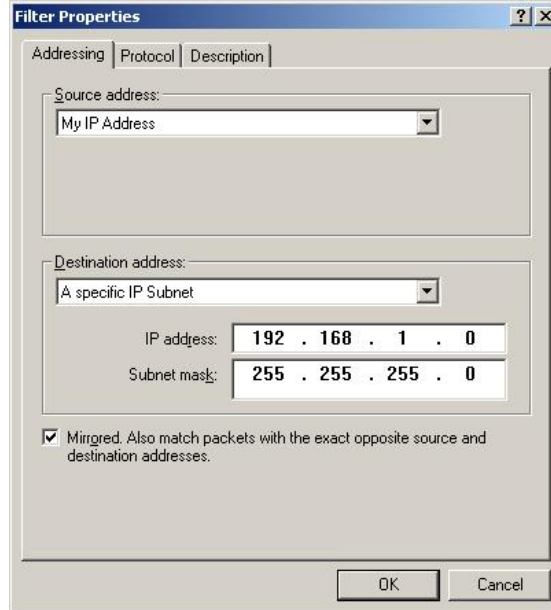 Filter Properties
Addressing Protocol Description
Source address:
My IP Address
Destination address:
A specific IP Subnet
IP address: 192 . 168 . 1 . 0
Subnet mask: 255 . 255 . 255 . 0
Mirrored. Also match packets with the exact opposite source and
destination addresses.
OK Cancel